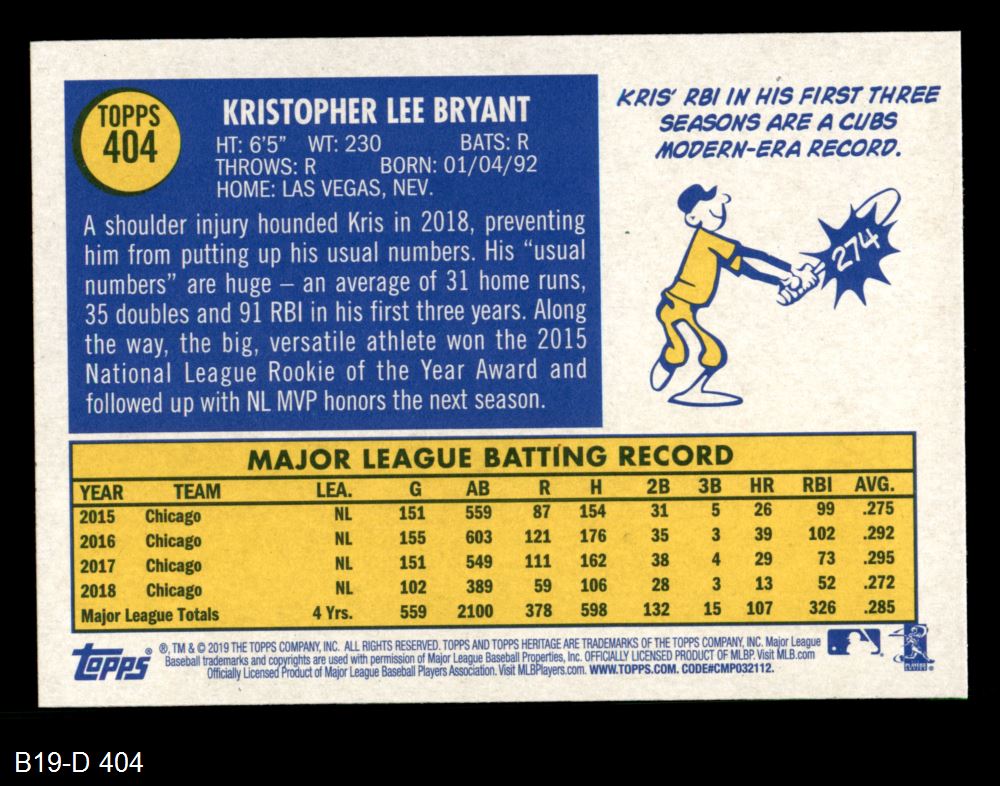 TOPPS
404
KRISTOPHER LEE BRYANT
HT: 6'5" WT: 230 BATS: R
THROWS: R BORN: 01/04/92
HOME: LAS VEGAS, NEV.
A shoulder injury hounded Kris in 2018, preventing
him from putting up his usual numbers. His “usual
numbers” are huge – an average of 31 home runs,
35 doubles and 91 RBI in his first three years. Along
the way, the big, versatile athlete won the 2015
National League Rookie of the Year Award and
followed up with NL MVP honors the next season.
KRIS' RBI IN HIS FIRST THREE
SEASONS ARE A CUBS
MODERN-ERA RECORD.
274
MAJOR LEAGUE BATTING RECORD
YEAR TEAM LEA. G AB R H 2B 3B HR RBI AVG.
2015 Chicago NL 151 559 87 154 31 5 26 99 .275
2016 Chicago NL 155 603 121 176 35 3 39 102 .292
2017 Chicago NL 151 549 111 162 38 4 29 73 .295
2018 Chicago NL 102 389 59 106 28 3 13 52 .272
Major League Totals 4 Yrs. 559 2100 378 598 132 15 107 326 .285
topps®
®, TM & © 2019 THE TOPPS COMPANY, INC. ALL RIGHTS RESERVED. TOPPS AND TOPPS HERITAGE ARE TRADEMARKS OF THE TOPPS COMPANY, INC. Major League
Baseball trademarks and copyrights are used with permission of Major League Baseball Properties, Inc. OFFICIALLY LICENSED PRODUCT OF MLBP. Visit MLB.com
Officially Licensed Product of Major League Baseball Players Association. Visit MLBPlayers.com. WWW.TOPPS.COM. CODE#CMP032112.
B19-D 404